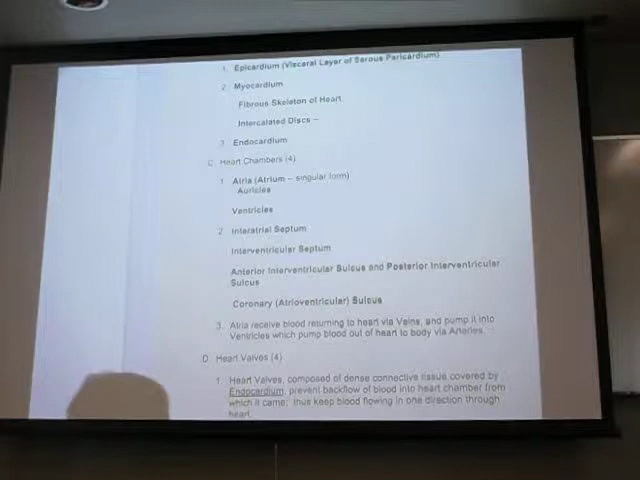 1. Epicardium (Visceral Layer of Serous Pericardium)
2. Myocardium
Fibrous Skeleton of Heart
Intercalated Discs –
3. Endocardium
C. Heart Chambers (4)
1. Atria (Atrium – singular form)
Auricles
Ventricles
2. Interatrial Septum
Interventricular Septum
Anterior Interventricular Sulcus and Posterior Interventricular
Sulcus
Coronary (Atrioventricular) Sulcus
3. Atria receive blood returning to heart via Veins, and pump it into
Ventricles which pump blood out of heart to body via Arteries.
D. Heart Valves (4)
1. Heart Valves, composed of dense connective tissue covered by
Endocardium, prevent backflow of blood into heart chamber from
which it came; thus keep blood flowing in one direction through
heart.